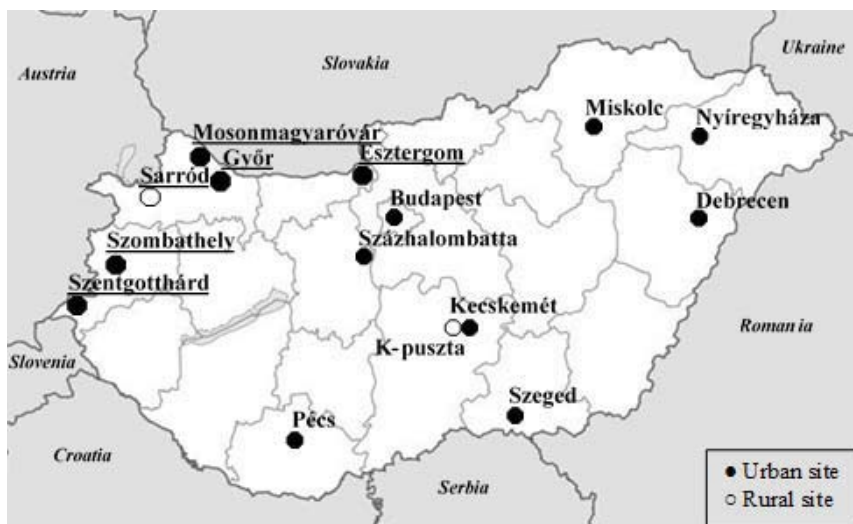 Ukraine
Austria
Slovakia
Miskolc
Nyíregyháza
Mosonmagyaróvár
Győr
Esztergom
Sarród
Budapest
Debrecen
Szombathely
Százhalombatta
Szentgotthárd
Kecskemét
K-puszta
Romania
Slovenia
Szeged
Pécs
Croatia
Serbia
Urban site
Rural site